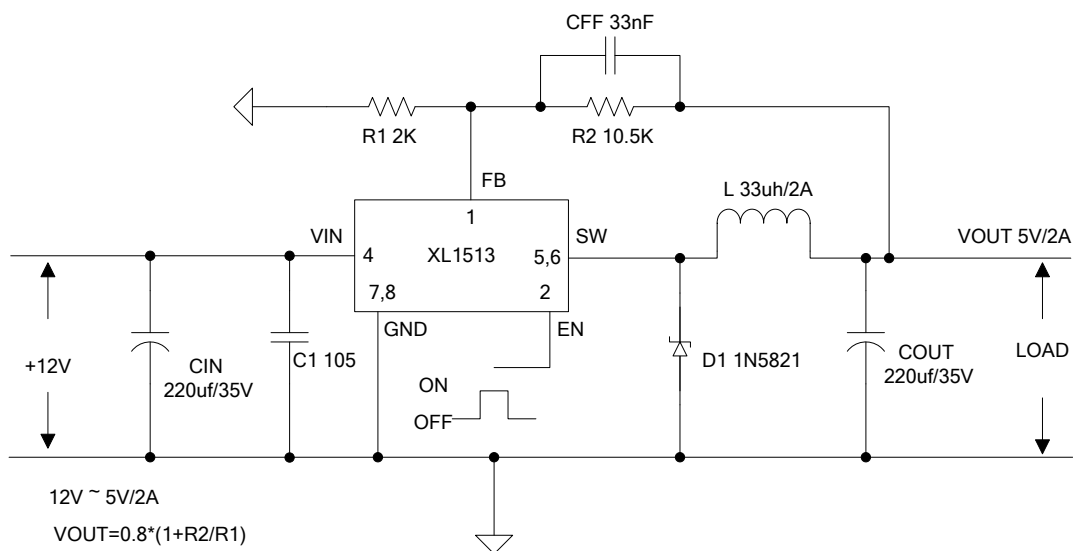 CFF 33nF
R1 2K
R2 10.5K
FB
L 33uh/2A
1
VIN
SW
VOUT 5V/2A
4
XL1513
5,6
7,8
2
GND
EN
+12V
CIN
220uf/35V
C1 105
ON
OFF
D1 1N5821
COUT
220uf/35V
LOAD
12V ~ 5V/2A
VOUT=0.8*(1+R2/R1)